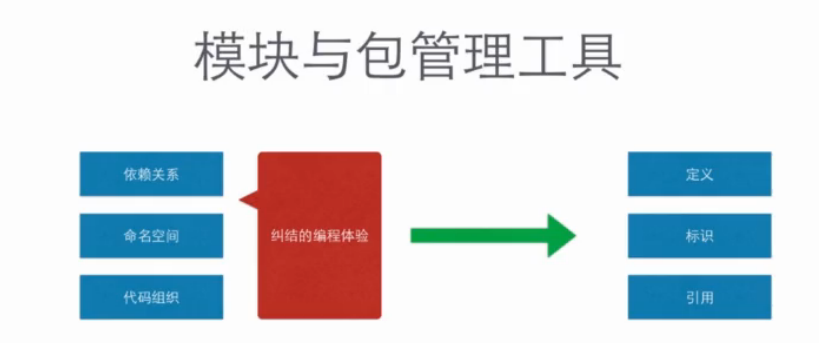 模块与包管理工具
依赖关系
命名空间
代码组织
纠结的编程体验
定义
标识
引用